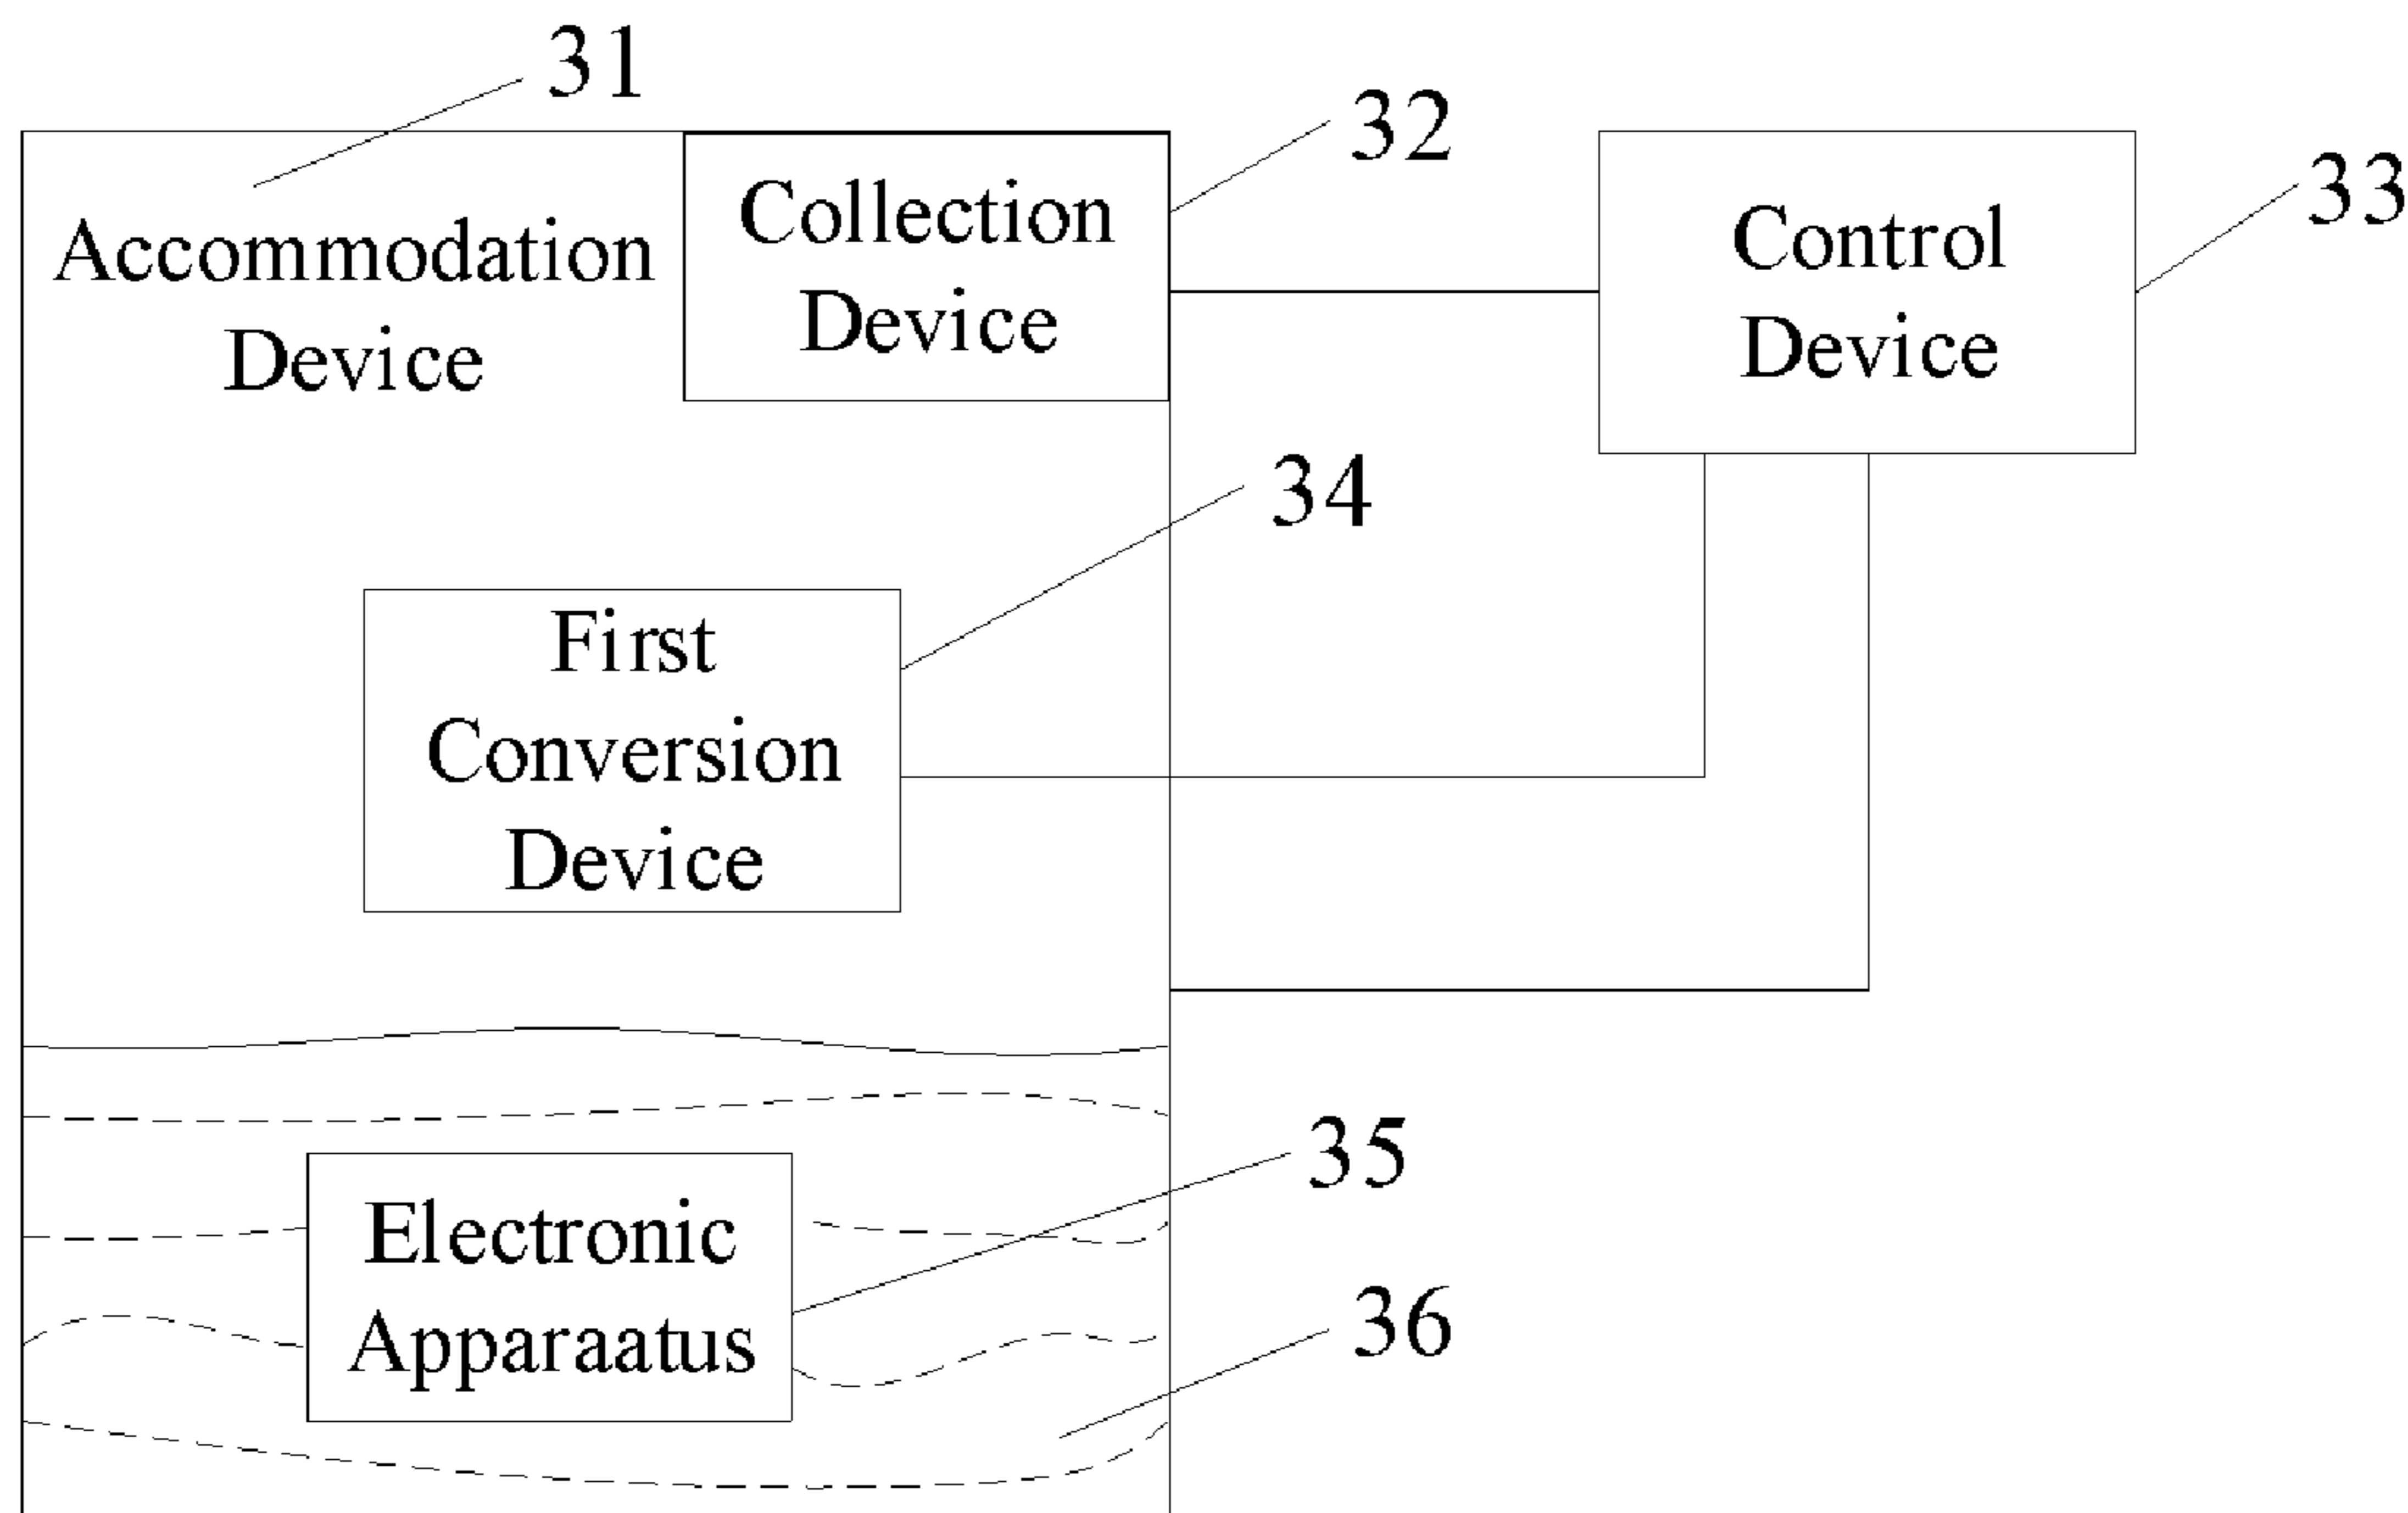 31
32
33
Accommodation
Device
Collection
Device
Control
Device
34
First
Conversion
Device
35
Electronic
Apparaatus
36